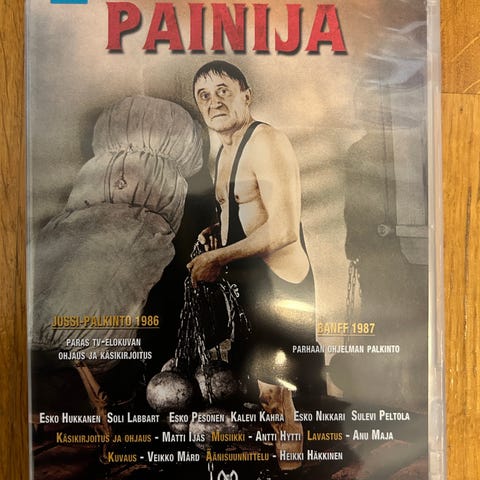 PAINIJA
JUSSI-PALKINTO 1986
PARAS TV-ELOKUVAN
OHJAUS JA KÄSIKIRJOITUS
BANFF 1987
PARHAAN OHJELMAN PALKINTO
ESKO HUKKANEN SOLI LABBART ESKO PESONEN KALEVI KAHRA ESKO NIKKARI SULEVI PELTOLA
KÄSIKIRJOITUS JA OHJAUS - MATTI IJÄS MUSIIKKI - ANTTI HYTTI LAVASTUS - ANU MAJA
KUVAUS - VEIKKO MÅRD ÄÄNISUUNNITTELU - HEIKKI HÄKKINEN